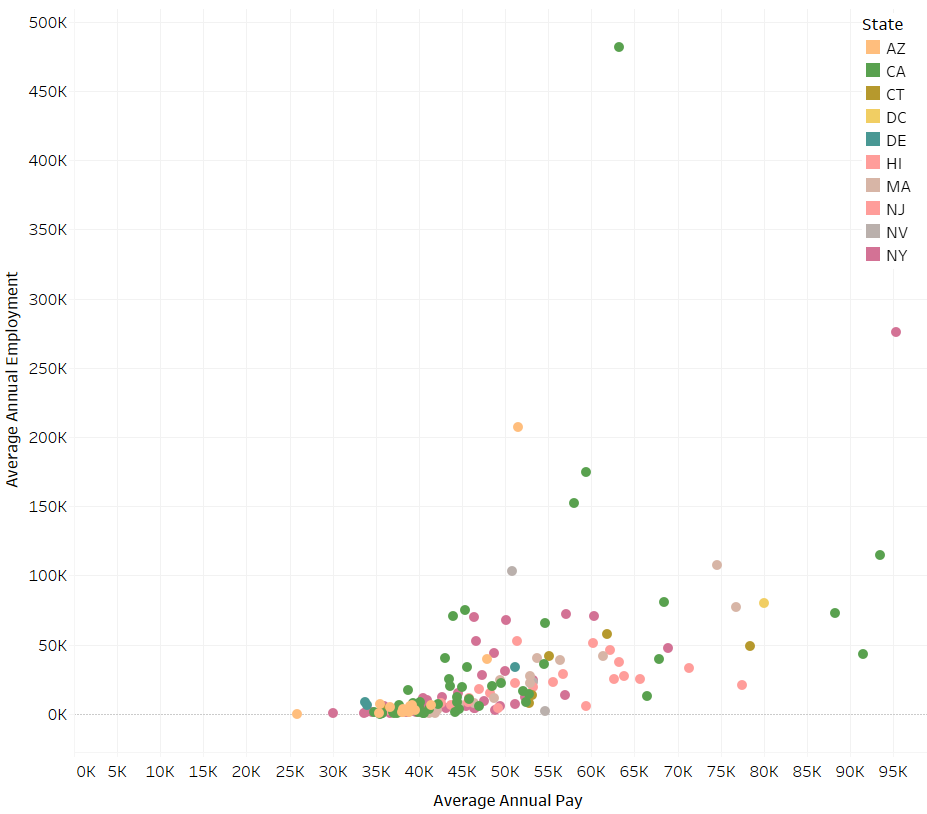 State
AZ
CA
CT
DC
DE
HI
MA
NJ
NV
NY
500K
450K
400K
350K
300K
250K
200K
150K
100K
50K
0K
Average Annual Employment
0K 5K 10K 15K 20K 25K 30K 35K 40K 45K 50K 55K 60K 65K 70K 75K 80K 85K 90K 95K
Average Annual Pay